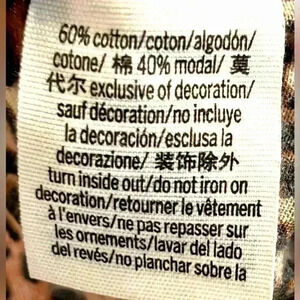 60% cotton/coton/algodón/
cotone/ 棉 40% modal/ 莫
代尔 exclusive of decoration/
sauf décoration/no incluye
la decoración/esclusa la
decorazione/ 装饰除外
turn inside out/do not iron on
decoration/retourner le vêtement
à l'envers/ne pas repasser sur
les ornements/lavar del lado
del revés/no planchar sobre la